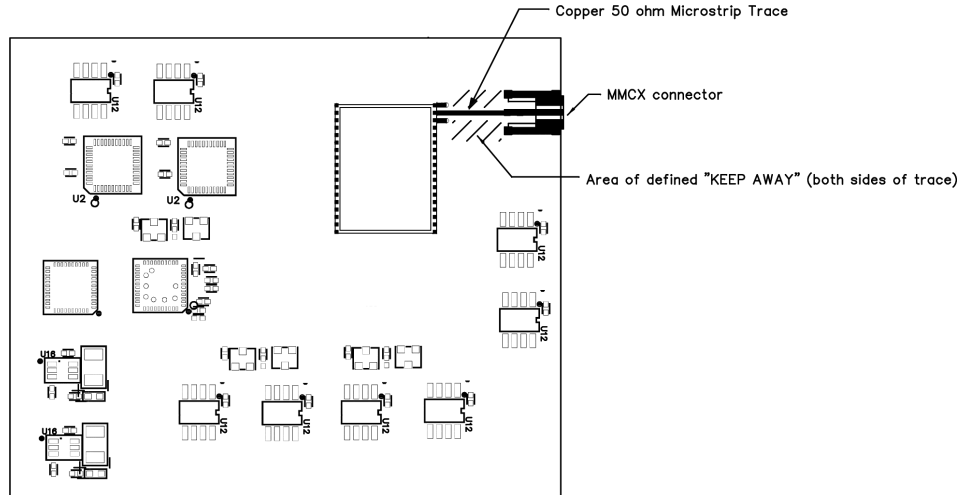 Copper 50 ohm Microstrip Trace
MMCX connector
Area of defined "KEEP AWAY" (both sides of trace)
U12
U12
U2
U2
U12
U12
U16
U16
U12
U12
U12
U12